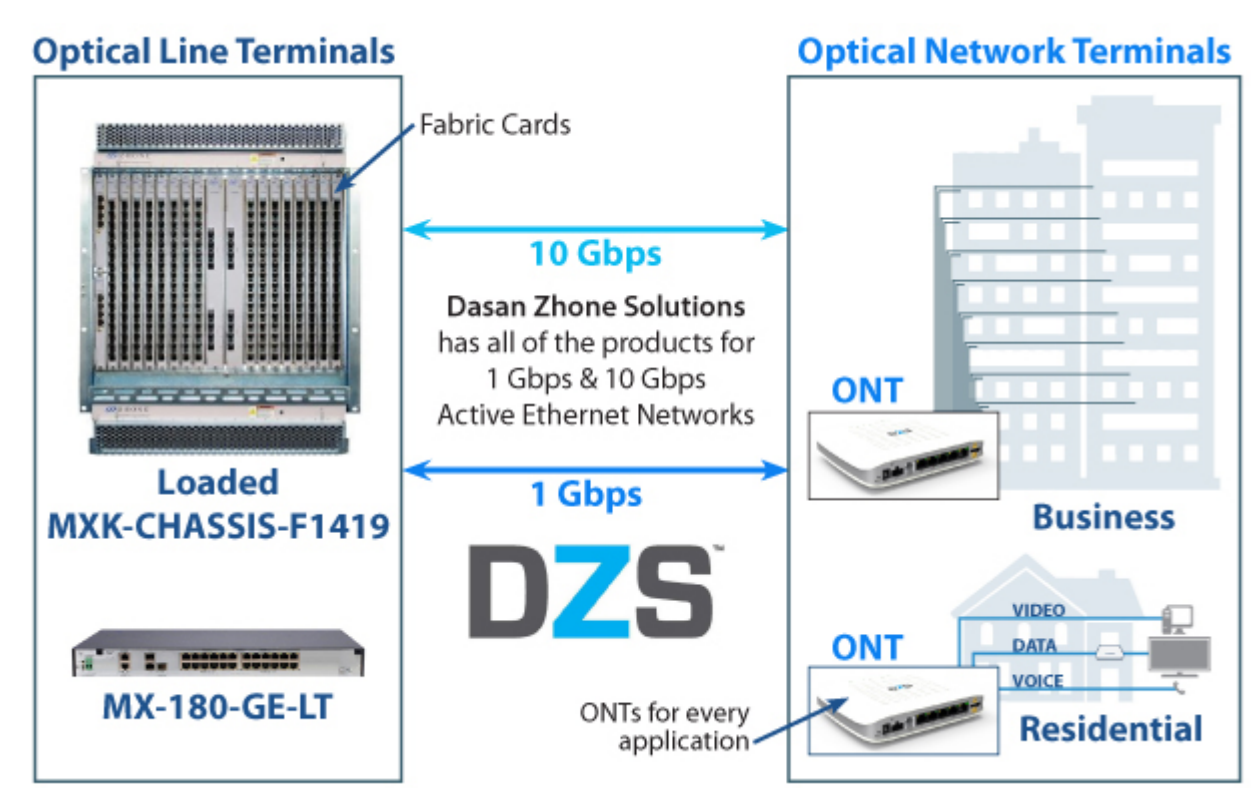 Optical Line Terminals
Fabric Cards
Loaded
MXK-CHASSIS-F1419
MX-180-GE-LT
10 Gbps
Dasan Zhone Solutions
has all of the products for
1 Gbps & 10 Gbps
Active Ethernet Networks
1 Gbps
DZS™
ONTs for every
application
Optical Network Terminals
ONT
DZS
Business
VIDEO
DATA
VOICE
ONT
DZS
Residential